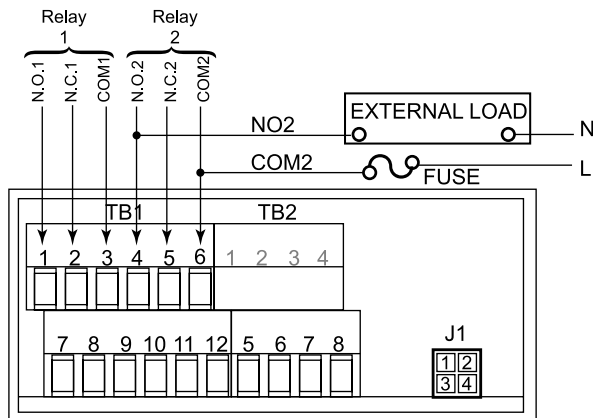 Relay Relay
1 2
N.O.1 N.C.1 COM1 N.O.2 N.C.2 COM2
EXTERNAL LOAD
NO2 N
COM2 L
FUSE
TB1 TB2
1 2 3 4 5 6 1 2 3 4
7 8 9 10 11 12 5 6 7 8
J1
1 2
3 4